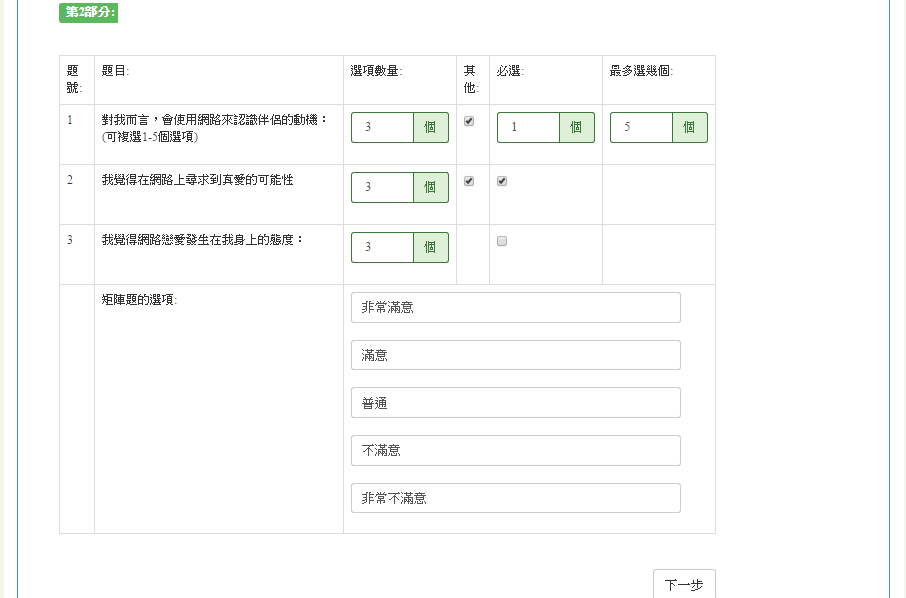 第2部分:
題號: 題目: 選項數量: 其他: 必選: 最多選幾個:
1 對我而言，會使用網路來認識伴侶的動機： 3 個 1 個 5 個
(可複選1-5個選項)
2 我覺得在網路上尋求到真愛的可能性 3 個
3 我覺得網路戀愛發生在我身上的態度： 3 個
矩陣題的選項: 非常滿意
滿意
普通
不滿意
非常不滿意
下一步